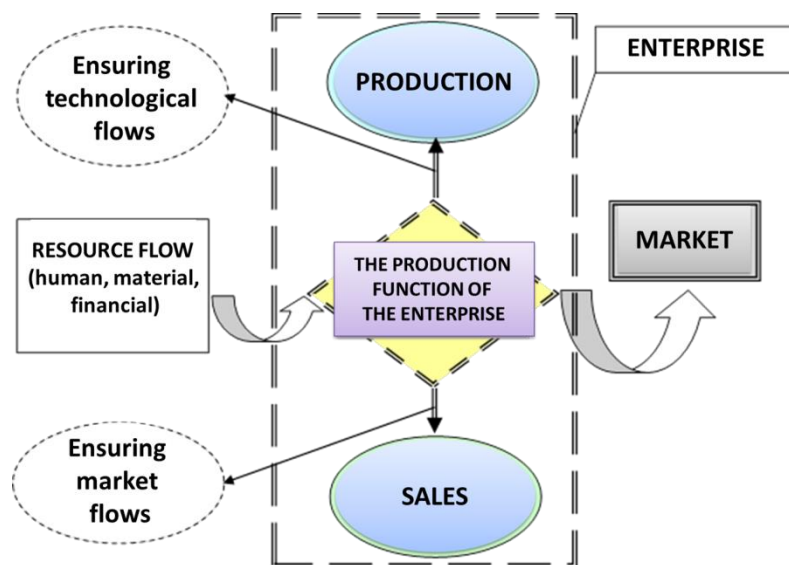 Ensuring
technological
flows
PRODUCTION
ENTERPRISE
RESOURCE FLOW
(human, material,
financial)
THE PRODUCTION
FUNCTION OF
THE ENTERPRISE
MARKET
Ensuring
market
flows
SALES